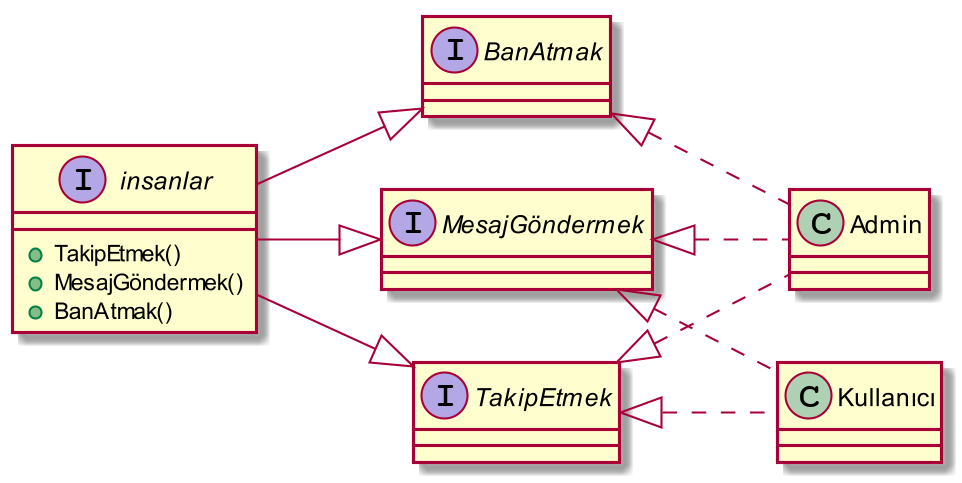 I BanAtmak
I insanlar
TakipEtmek()
MesajGöndermek()
BanAtmak()
I MesajGöndermek
C Admin
I TakipEtmek
C Kullanıcı